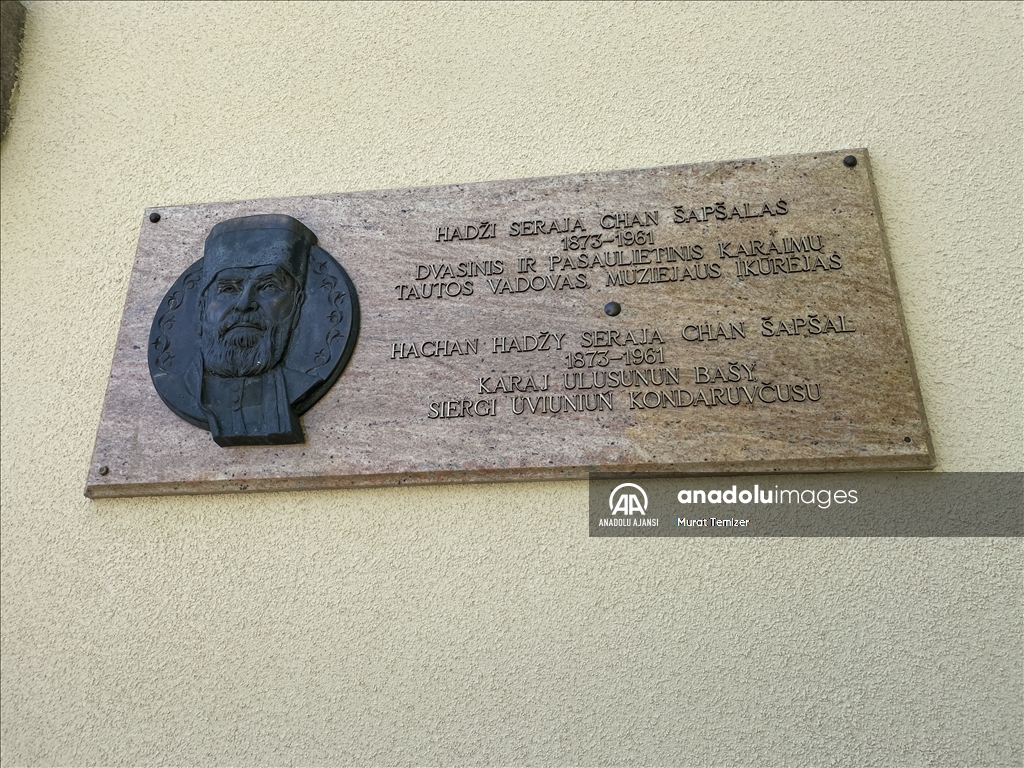 HADŽI SERAJA CHAN ŠAPŠALAS
1873–1961
DVASINIS IR PASAULIETINIS KARAIMŲ
TAUTOS VADOVAS, MUZIEJAUS ĮKŪRĖJAS
HACHAN HADŽY SERAJA CHAN ŠAPŠAL
1873–1961
KARAJ ULUSUNUN BAŠY,
SIERGI UVIUNIUŃ KONDARUVČUSU
anadoluimages
ANADOLU AJANSI
Murat Temizer